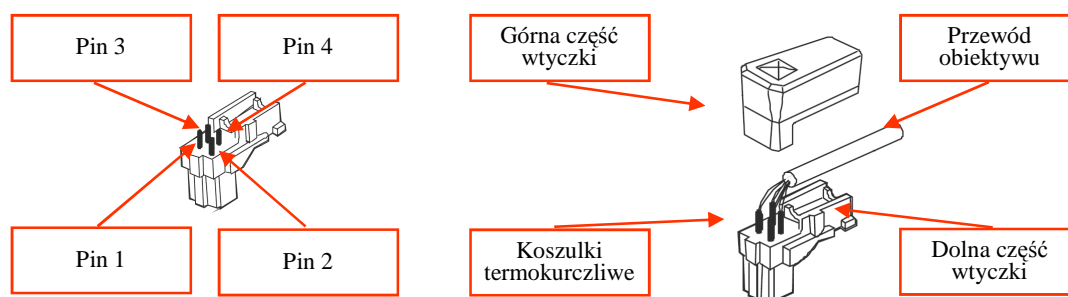 Pin 3
Pin 4
Górna część
wtyczki
Przewód
obiektywu
Pin 1
Pin 2
Koszulki
termokurczliwe
Dolna część
wtyczki